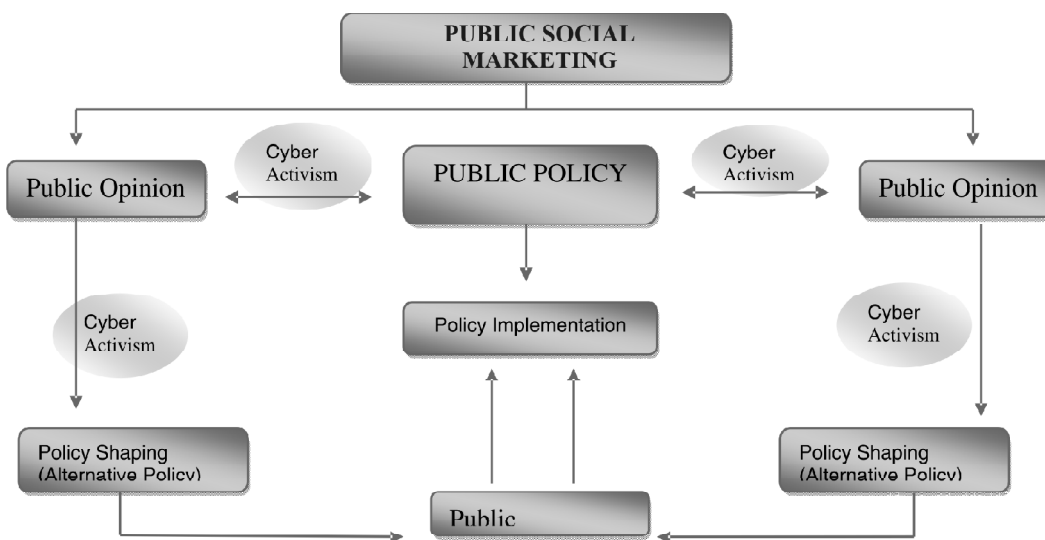 PUBLIC SOCIAL
MARKETING
Cyber
Activism
PUBLIC POLICY
Cyber
Activism
Public Opinion
Public Opinion
Cyber
Activism
Policy Implementation
Cyber
Activism
Policy Shaping
(Alternative Policy)
Policy Shaping
(Alternative Policy)
Public